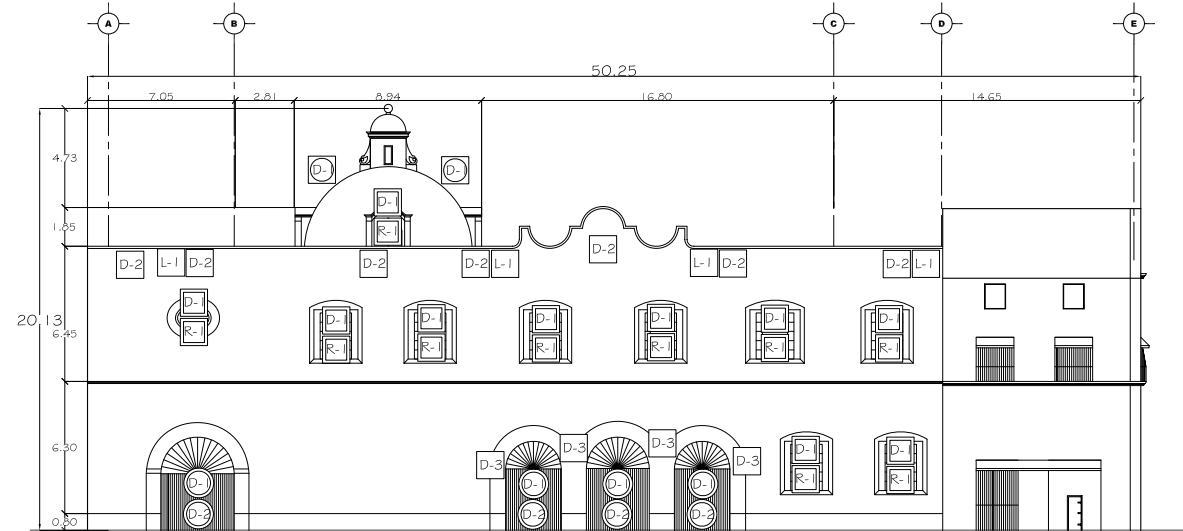 A B C D E
50.25
7.05 2.81 8.94 16.80 14.65
4.73
D-1 D-1
D-1
1.85
R-1
D-2
D-2 L-1 D-2 D-2 D-2 L-1 L-1 D-2 D-2 L-1
D-1
20.13
D-1 D-1 D-1 D-1 D-1 D-1
R-1
6.45
R-1 R-1 R-1 R-1 R-1 R-1
6.30
D-3 D-3 D-3 D-3
D-1 D-1
R-1 R-1
D-1 D-1 D-1 D-1
D-2 D-2 D-2 D-2
0.80